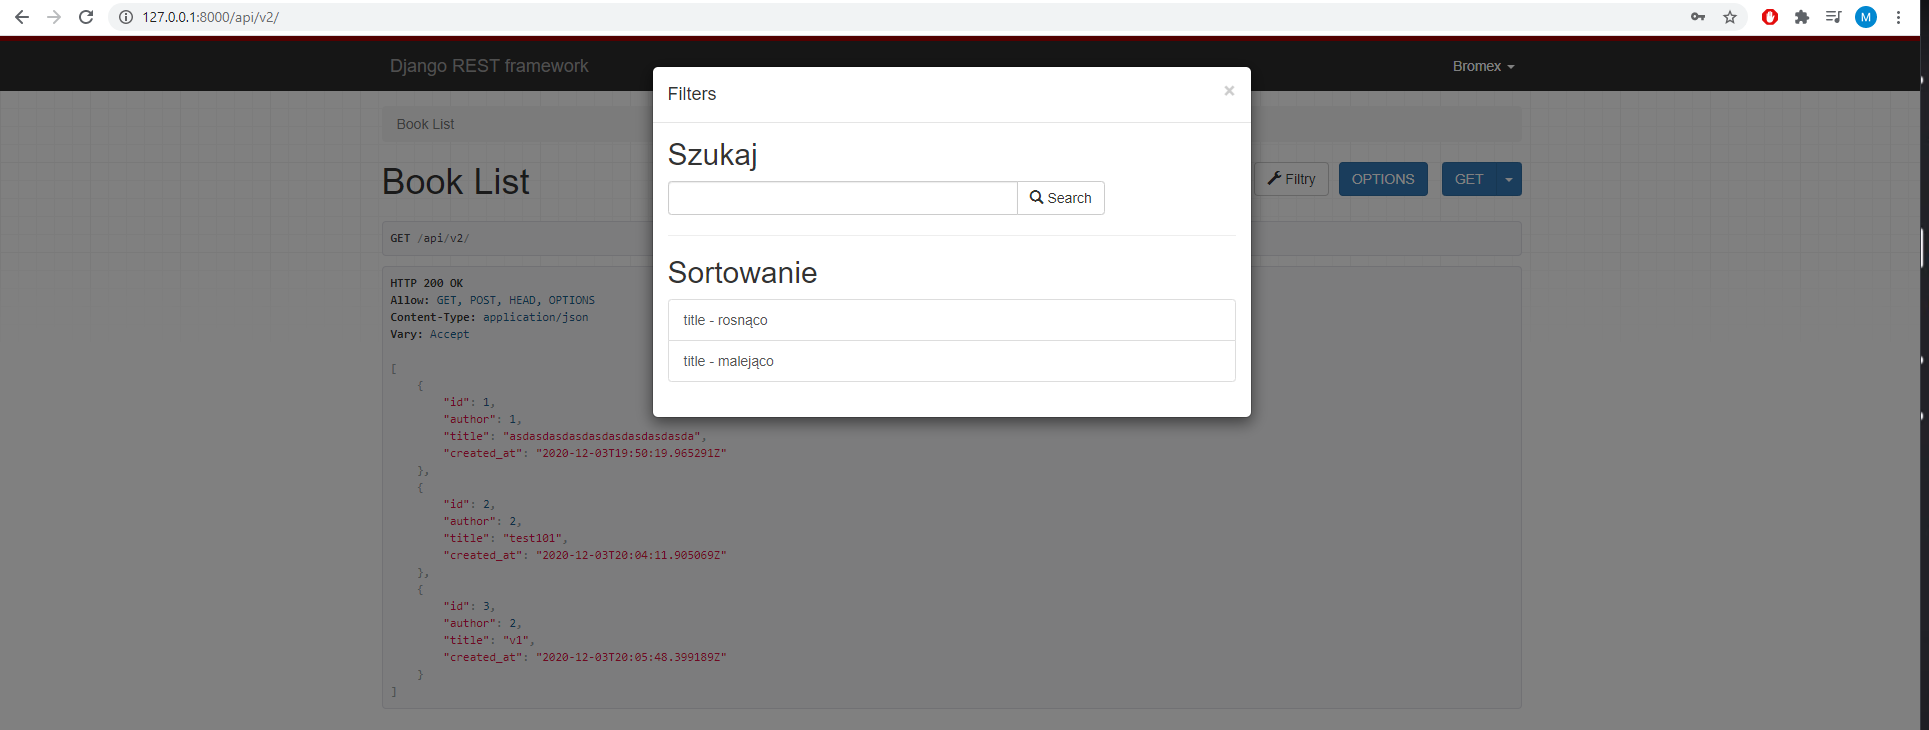 127.0.0.1:8000/api/v2/
M
Django REST framework
Bromex
Filters
×
Book List
Szukaj
Book List
Filtry
OPTIONS
GET
Search
GET /api/v2/
Sortowanie
HTTP 200 OK
Allow: GET, POST, HEAD, OPTIONS
Content-Type: application/json
Vary: Accept
title - rosnąco
title - malejąco
[
{
"id": 1,
"author": 1,
"title": "asdasdasdasdasdasdasdasdasda",
"created_at": "2020-12-03T19:50:19.965291Z"
},
{
"id": 2,
"author": 2,
"title": "test101",
"created_at": "2020-12-03T20:04:11.905069Z"
},
{
"id": 3,
"author": 2,
"title": "v1",
"created_at": "2020-12-03T20:05:48.399189Z"
}
]